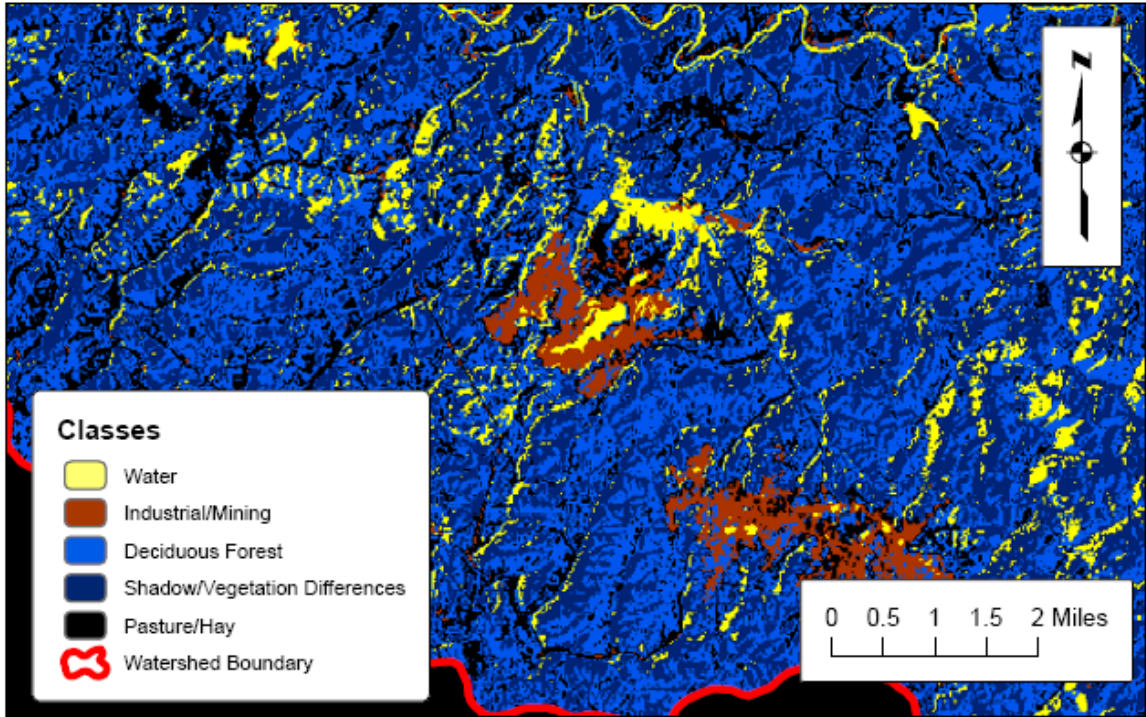 N
Classes
Water
Industrial/Mining
Deciduous Forest
Shadow/Vegetation Differences
Pasture/Hay
Watershed Boundary
0 0.5 1 1.5 2 Miles